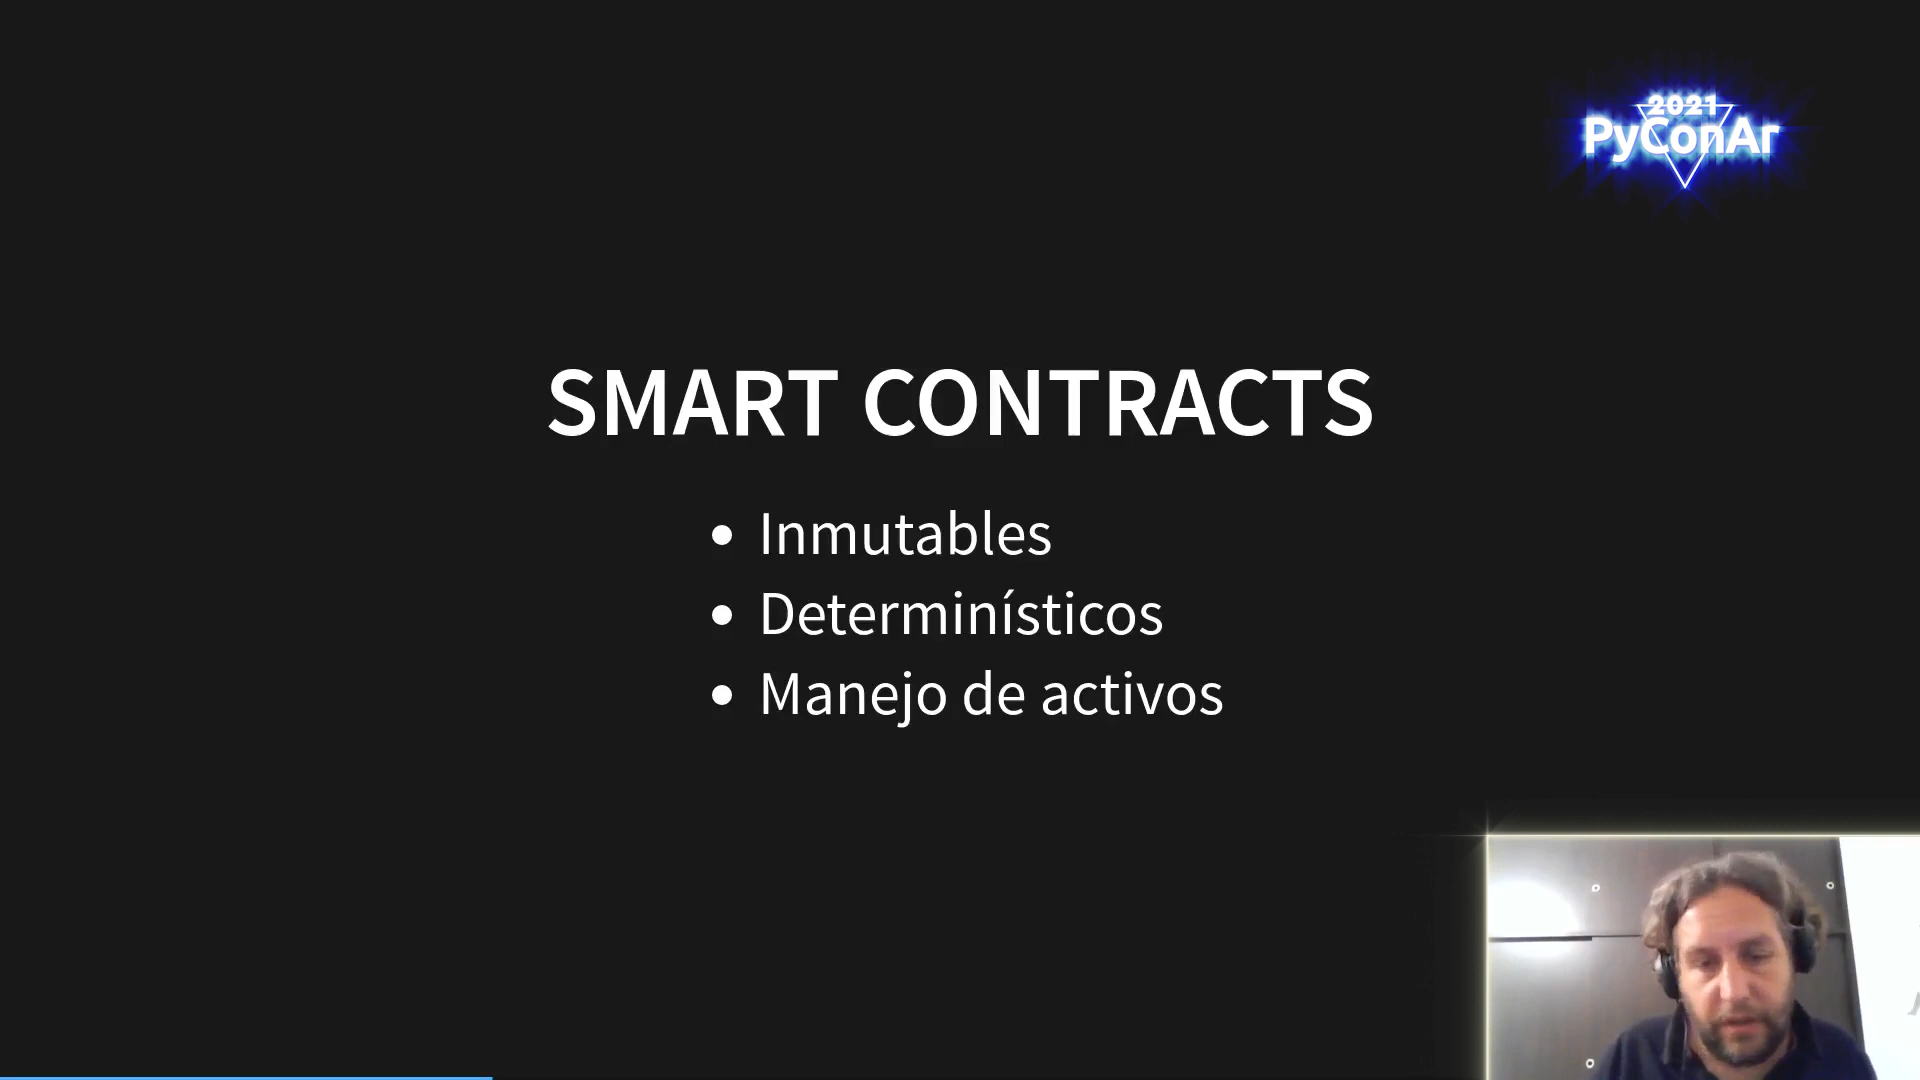 2021
PyConAr
SMART CONTRACTS
Inmutables
Determinísticos
Manejo de activos